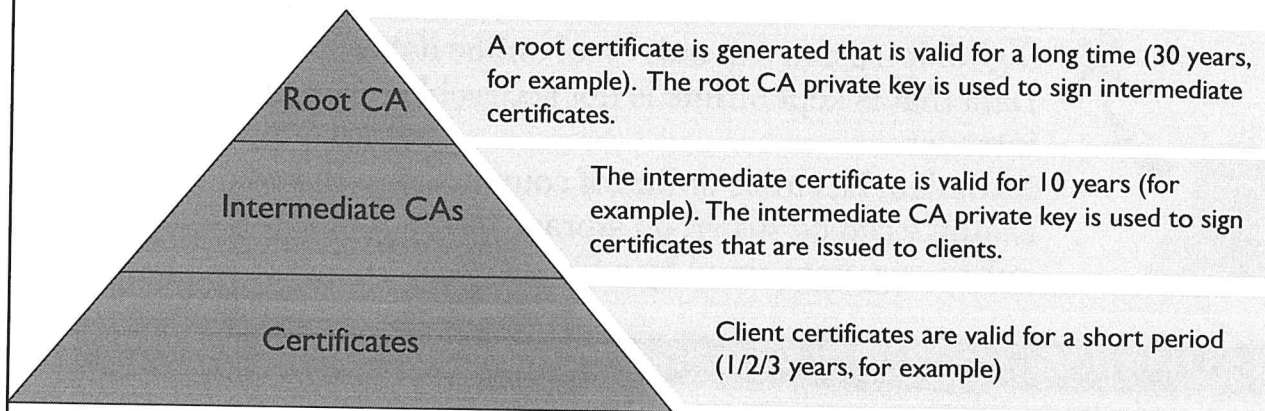 Root CA
A root certificate is generated that is valid for a long time (30 years,
for example). The root CA private key is used to sign intermediate
certificates.
Intermediate CAs
The intermediate certificate is valid for 10 years (for
example). The intermediate CA private key is used to sign
certificates that are issued to clients.
Certificates
Client certificates are valid for a short period
(1/2/3 years, for example)